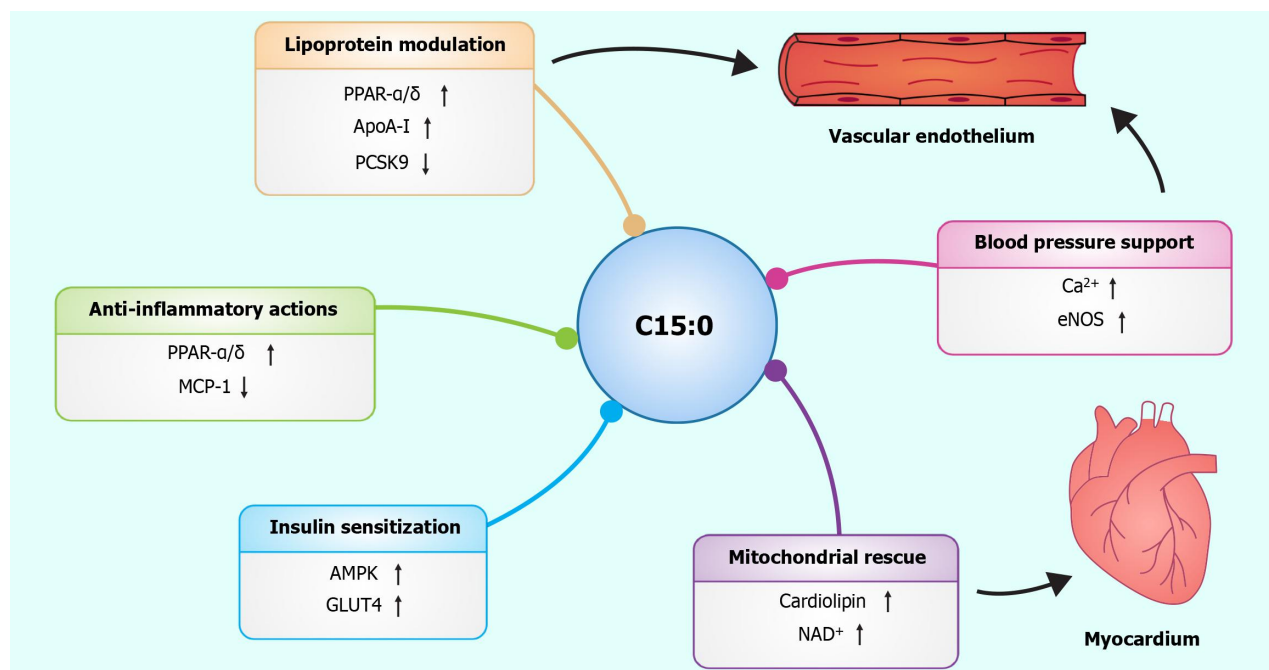 Lipoprotein modulation
PPAR-α/δ ↑
ApoA-I ↑
PCSK9 ↓
Vascular endothelium
Blood pressure support
Ca²⁺ ↑
eNOS ↑
Anti-inflammatory actions
PPAR-α/δ ↑
MCP-1 ↓
C15:0
Insulin sensitization
AMPK ↑
GLUT4 ↑
Mitochondrial rescue
Cardiolipin ↑
NAD⁺ ↑
Myocardium